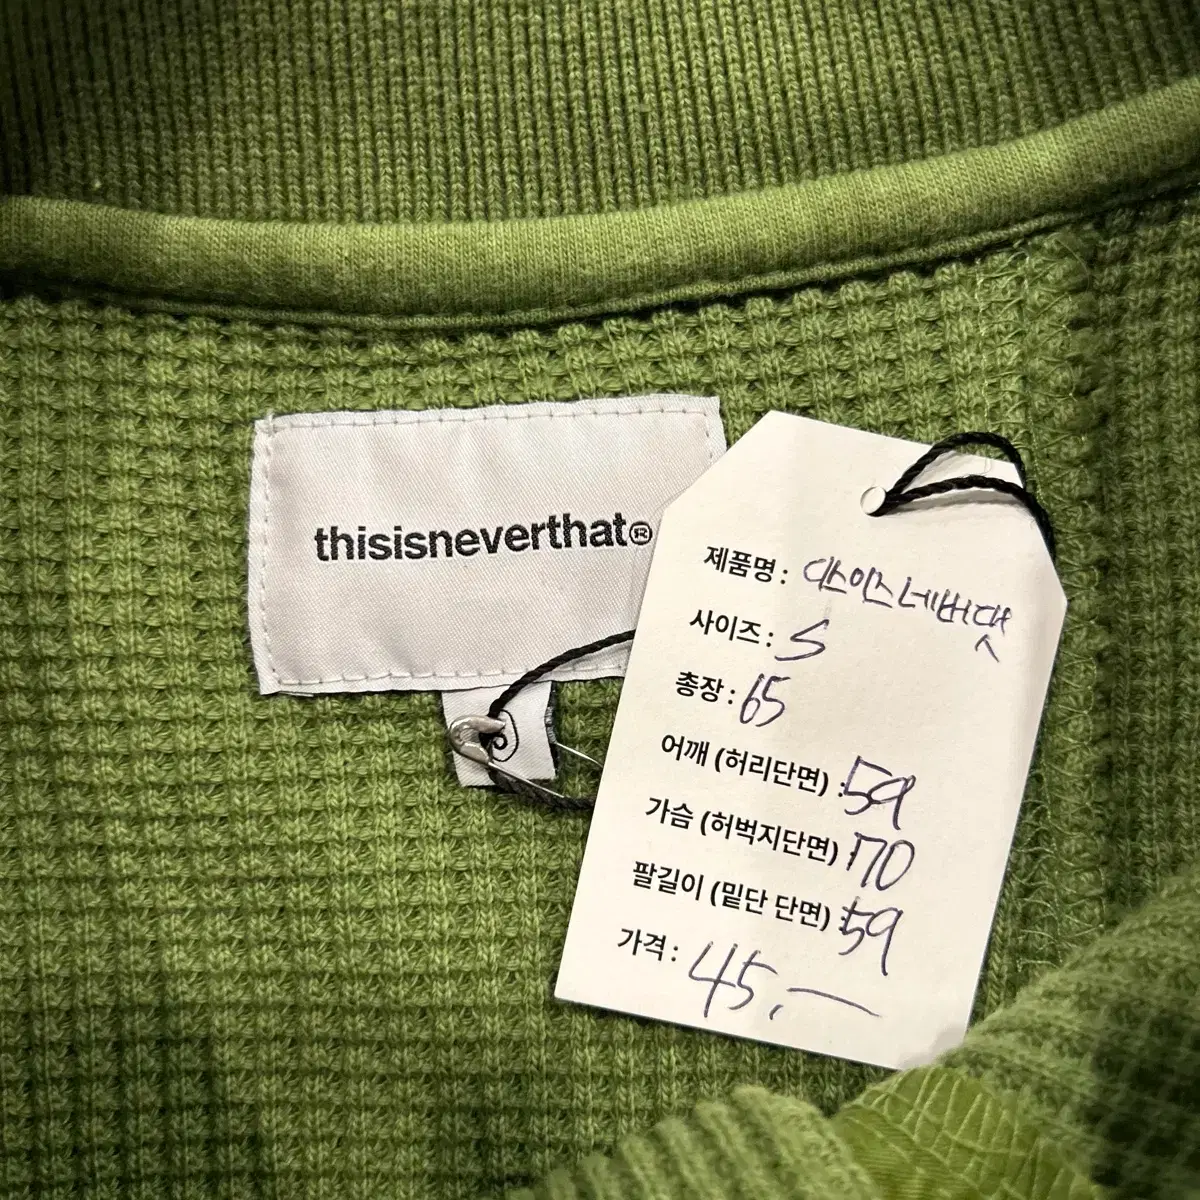 thisisneverthat®
S
제품명 : 디스이즈네버댓
사이즈 : S
총장 : 65
어깨 (허리단면) : 59
가슴 (허벅지단면) 70
팔길이 (밑단 단면) : 59
가격 : 45,—